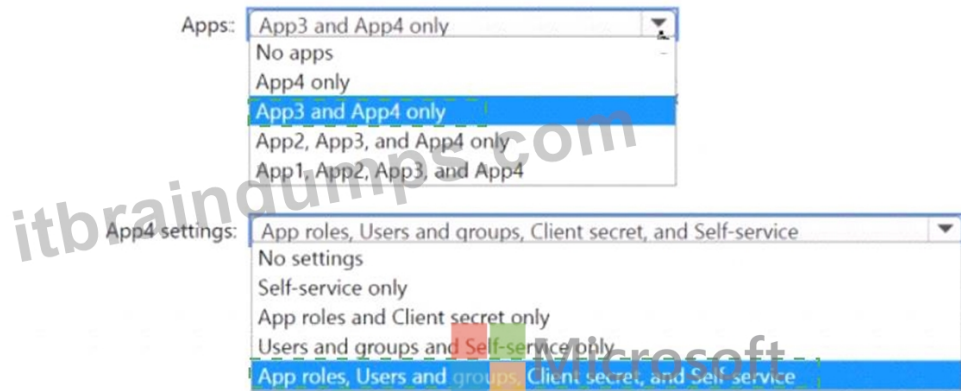 Apps:: App3 and App4 only
No apps
App4 only
App3 and App4 only
App2, App3, and App4 only
App1, App2, App3, and App4
itbraindumps.com
App4 settings: App roles, Users and groups, Client secret, and Self-service
No settings
Self-service only
App roles and Client secret only
Users and groups and Self-service only
Microsoft
App roles, Users and groups, Client secret, and Self-service